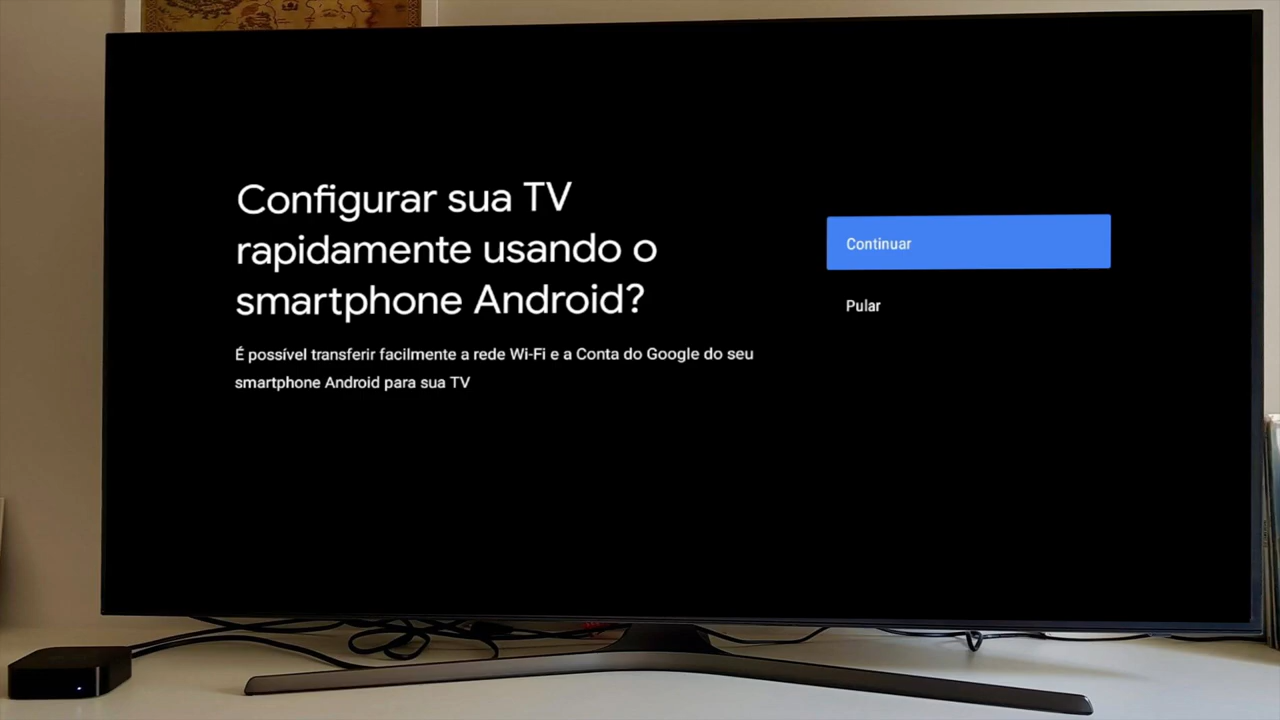 Configurar sua TV
rapidamente usando o
smartphone Android?
É possível transferir facilmente a rede Wi-Fi e a Conta do Google do seu
smartphone Android para sua TV
Continuar
Pular